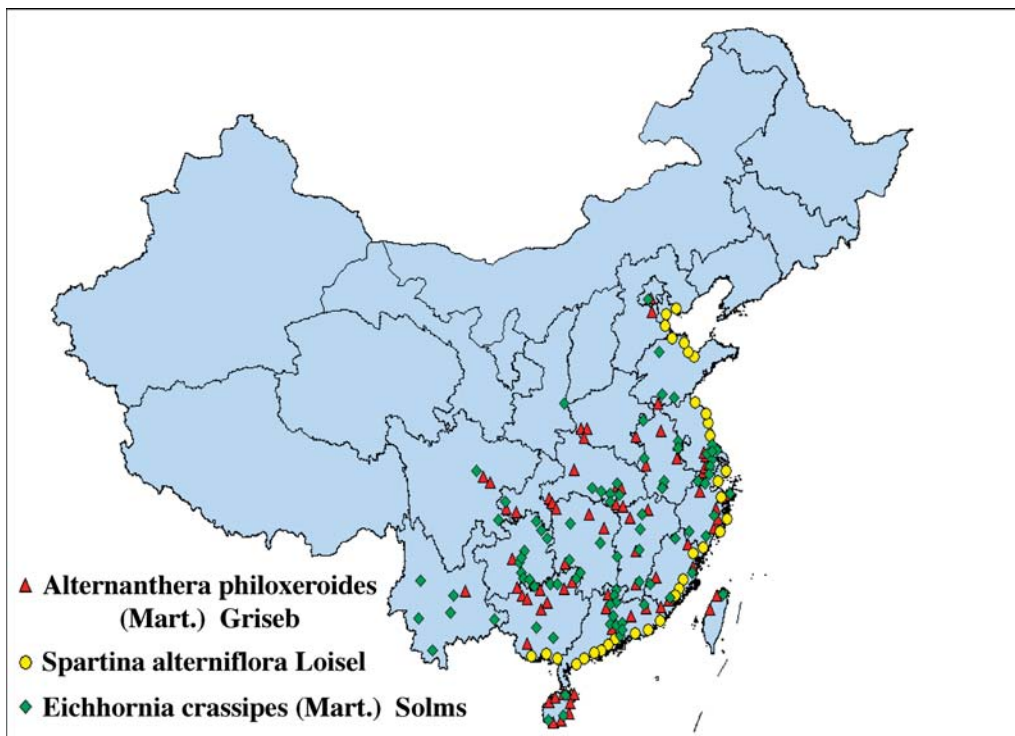 Alternanthera philoxeroides
(Mart.) Griseb
Spartina alterniflora Loisel
Eichhornia crassipes (Mart.) Solms